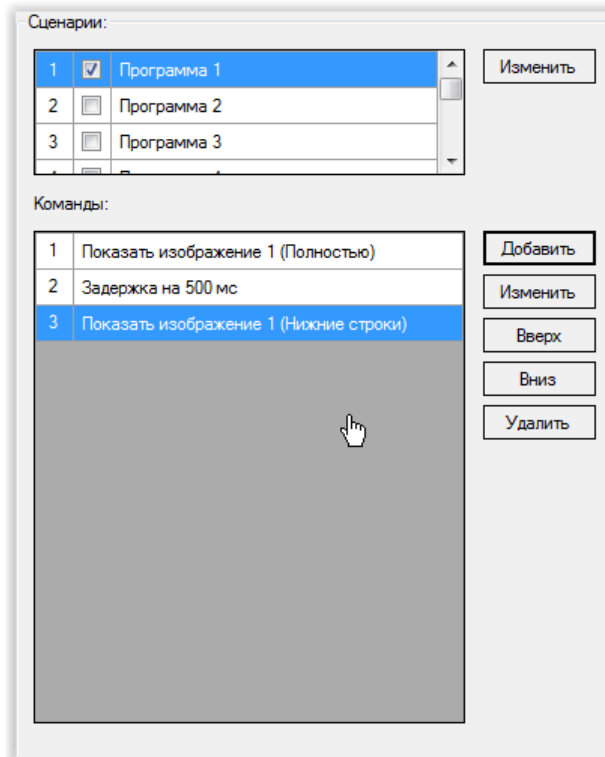 Сценарии:
1 Программа 1
Изменить
2 Программа 2
3 Программа 3
Команды:
1 Показать изображение 1 (Полностью)
Добавить
2 Задержка на 500 мс
Изменить
3 Показать изображение 1 (Нижние строки)
Вверх
Вниз
Удалить